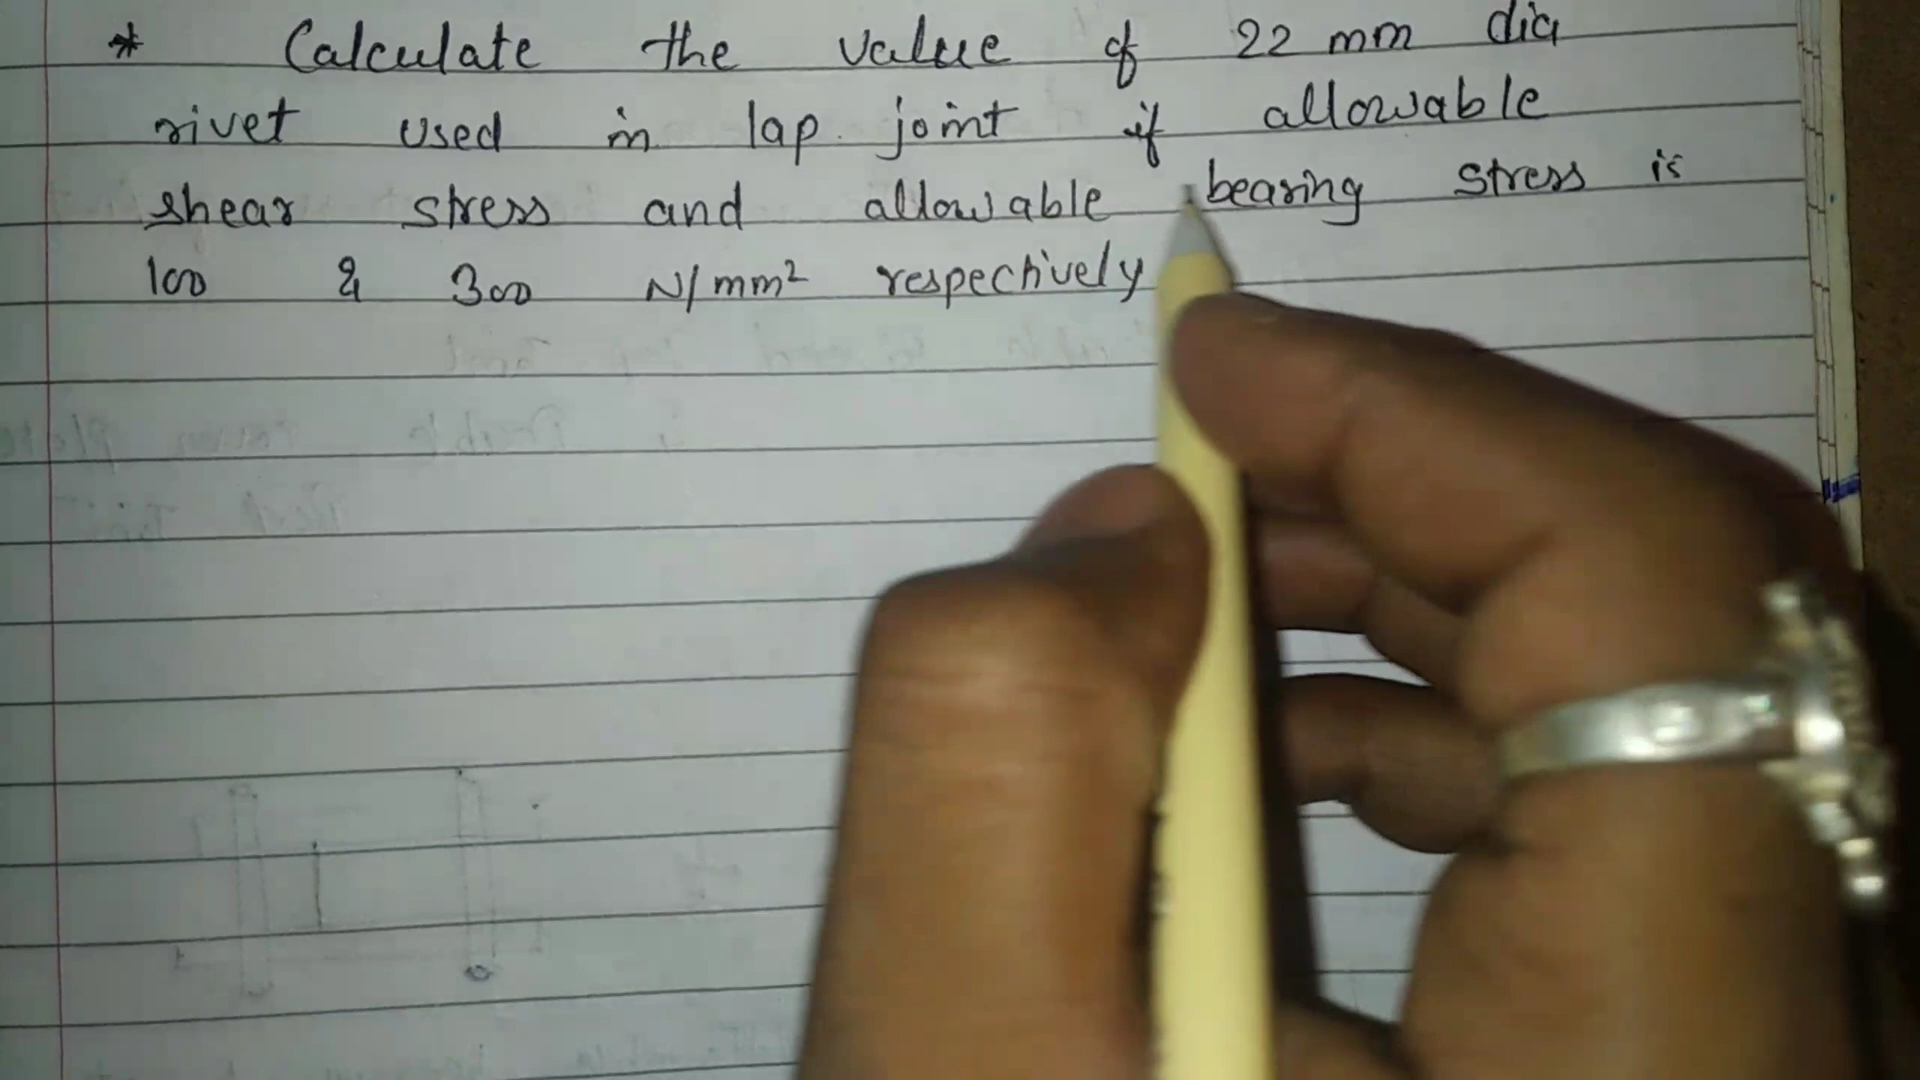 * Calculate the value of 22 mm dia
rivet used in lap joint if allowable
shear stress and allowable bearing stress is
100 & 300 N/mm² respectively